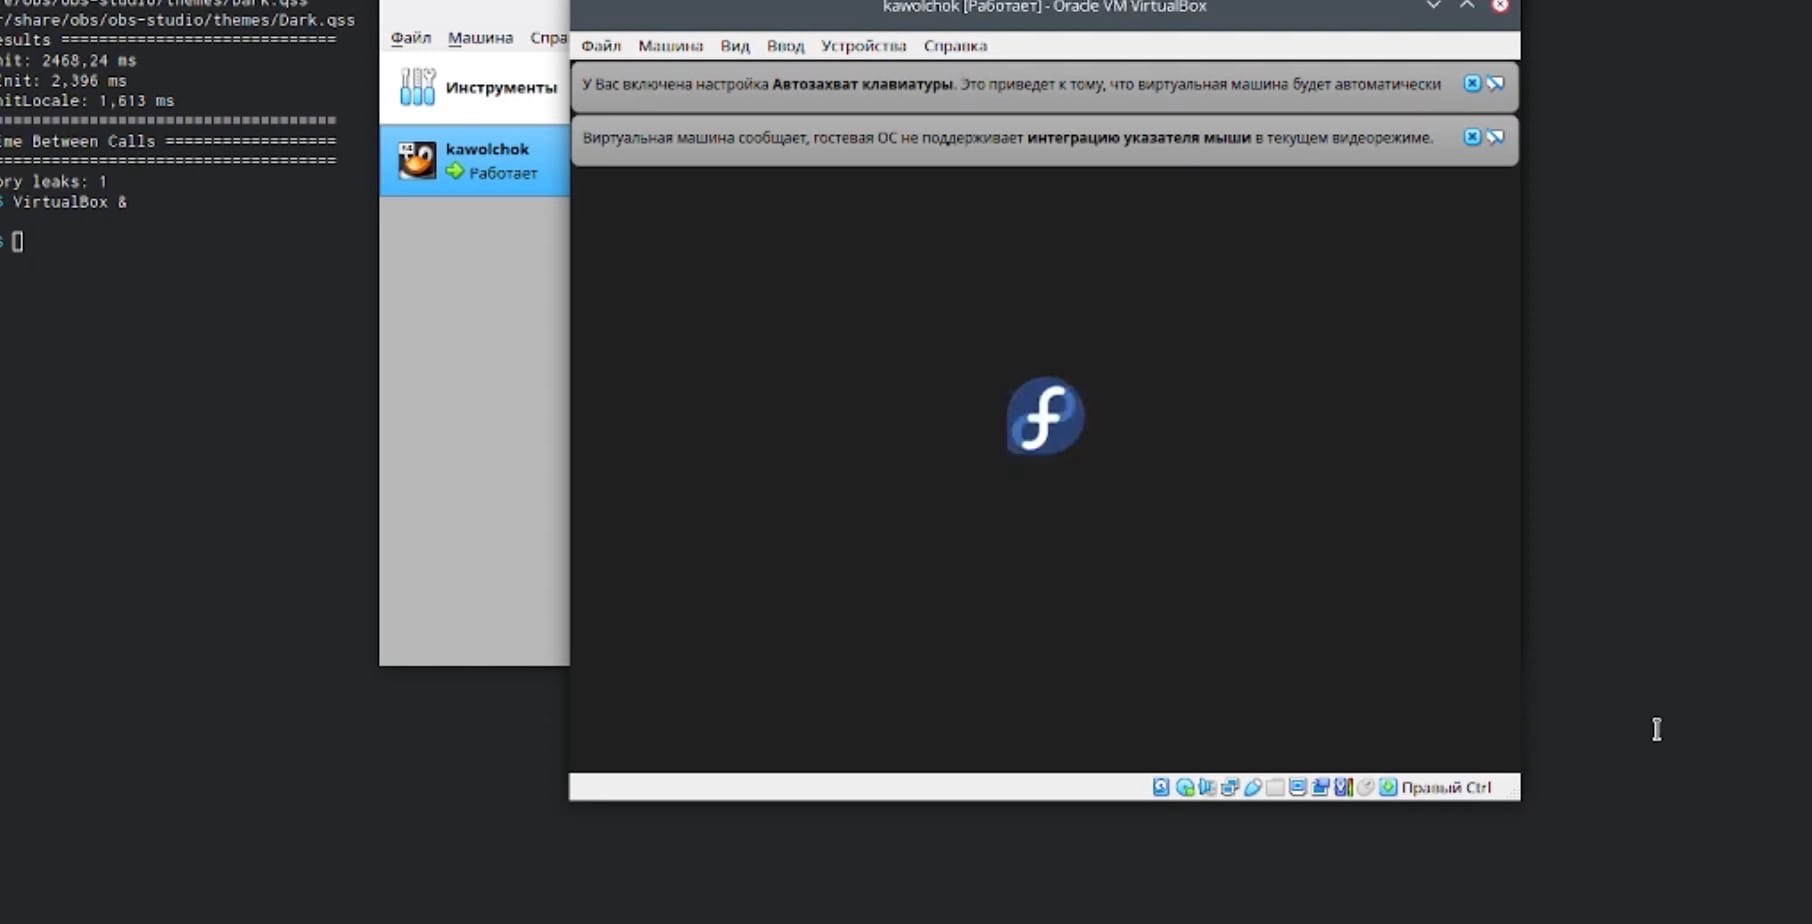 /obs/obs-studio/themes/Dark.qss
r/share/obs/obs-studio/themes/Dark.qss
esults =============================
nit: 2468,24 ms
Init: 2,396 ms
nitLocale: 1,613 ms
==================================
ime Between Calls ==================
==================================
ory leaks: 1
$ VirtualBox &
$
Файл Машина Спра
Инструменты
kawolchok
Работает
kawolchok [Работает] - Oracle VM VirtualBox
Файл Машина Вид Ввод Устройства Справка
У Вас включена настройка Автозахват клавиатуры. Это приведет к тому, что виртуальная машина будет автоматически
Виртуальная машина сообщает, гостевая ОС не поддерживает интеграцию указателя мыши в текущем видеорежиме.
Правый Ctrl